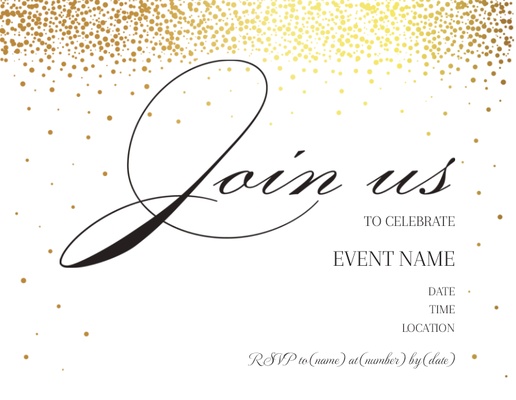 Join us
TO CELEBRATE
EVENT NAME
DATE
TIME
LOCATION
RSVP to(name) at(number) by(date)